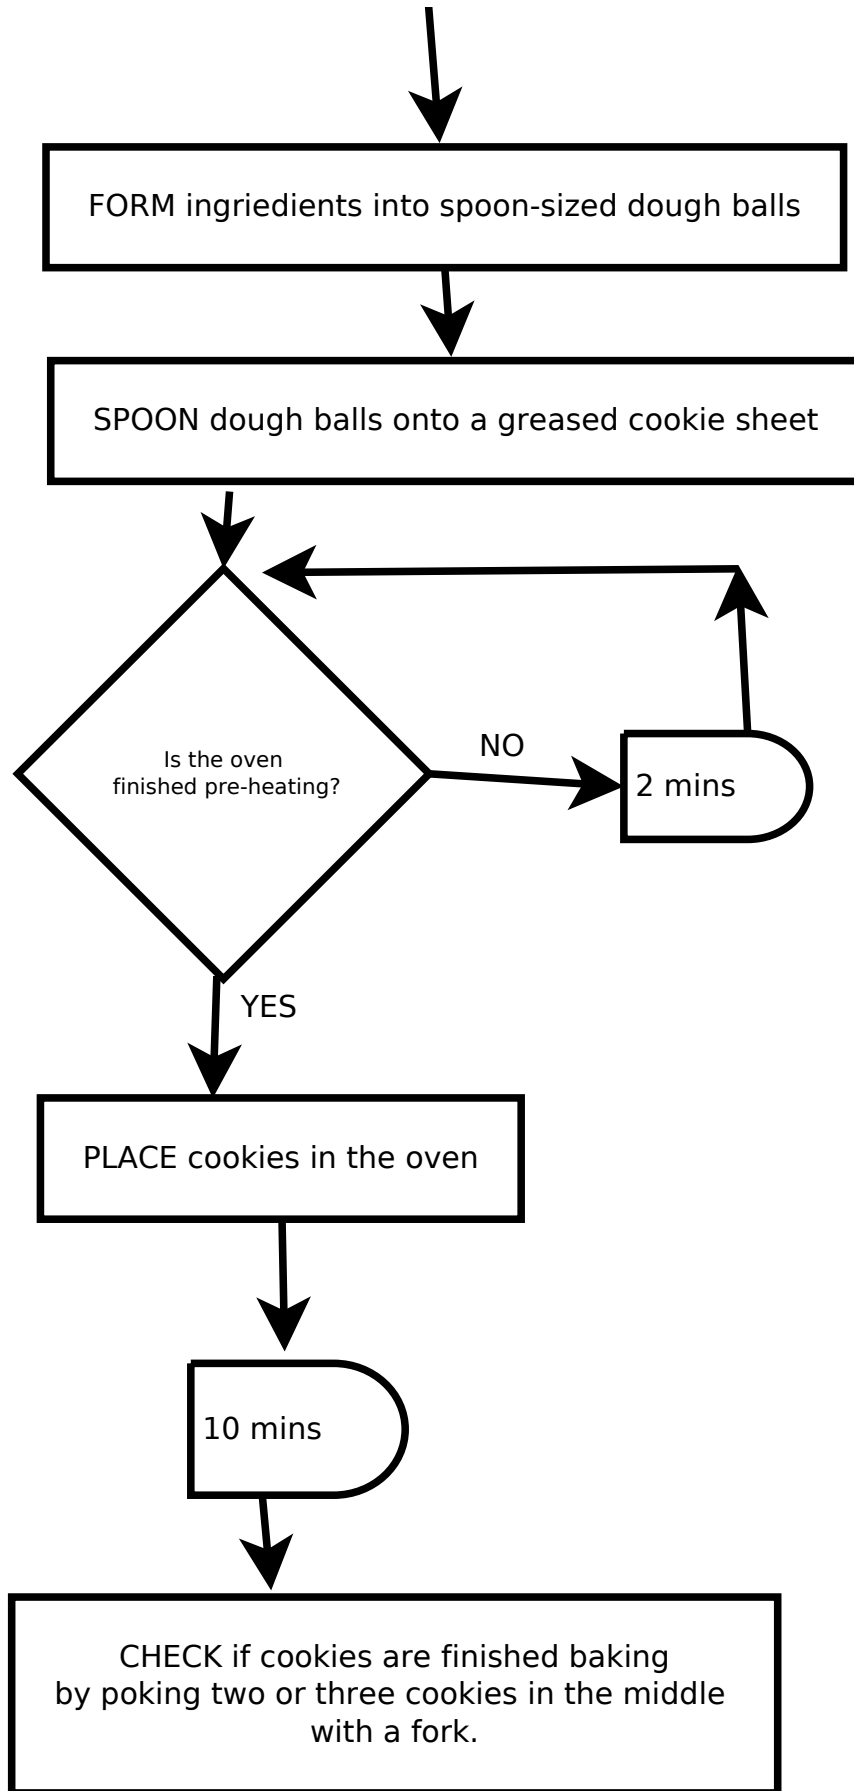 FORM ingriedients into spoon-sized dough balls
SPOON dough balls onto a greased cookie sheet
Is the oven
finished pre-heating?
NO
2 mins
YES
PLACE cookies in the oven
10 mins
CHECK if cookies are finished baking
by poking two or three cookies in the middle
with a fork.